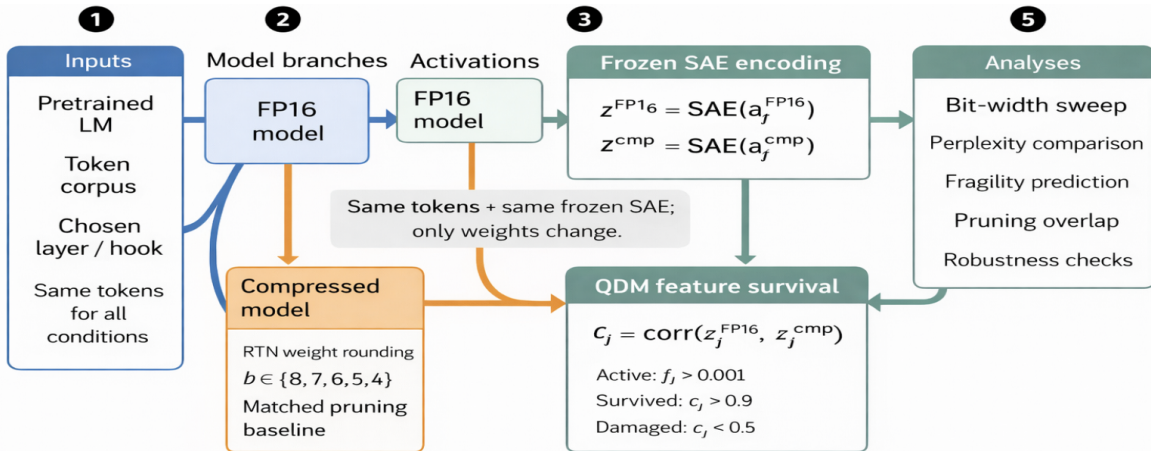 1
Inputs
Pretrained
LM
Token
corpus
Chosen
layer / hook
Same tokens
for all
conditions
2
Model branches
FP16
model
Compressed
model
RTN weight rounding
b ∈ {8, 7, 6, 5, 4}
Matched pruning
baseline
Activations
FP16
model
Same tokens + same frozen SAE;
only weights change.
3
Frozen SAE encoding
z^FP16 = SAE(a_f^FP16)
z^cmp = SAE(a_f^cmp)
QDM feature survival
c_j = corr(z_j^FP16, z_j^cmp)
Active: f_J > 0.001
Survived: c_J > 0.9
Damaged: c_J < 0.5
5
Analyses
Bit-width sweep
Perplexity comparison
Fragility prediction
Pruning overlap
Robustness checks